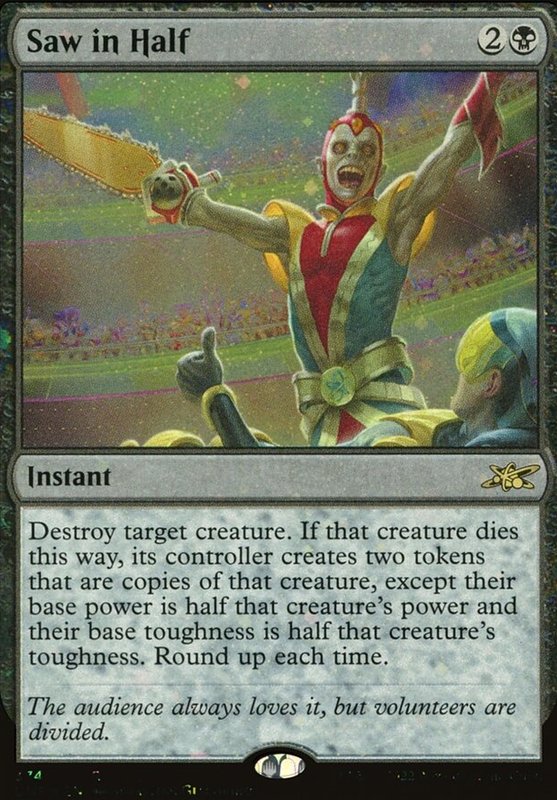 Saw in Half
2
Instant
Destroy target creature. If that creature dies
this way, its controller creates two tokens
that are copies of that creature, except their
base power is half that creature's power and
their base toughness is half that creature's
toughness. Round up each time.
The audience always loves it, but volunteers are
divided.